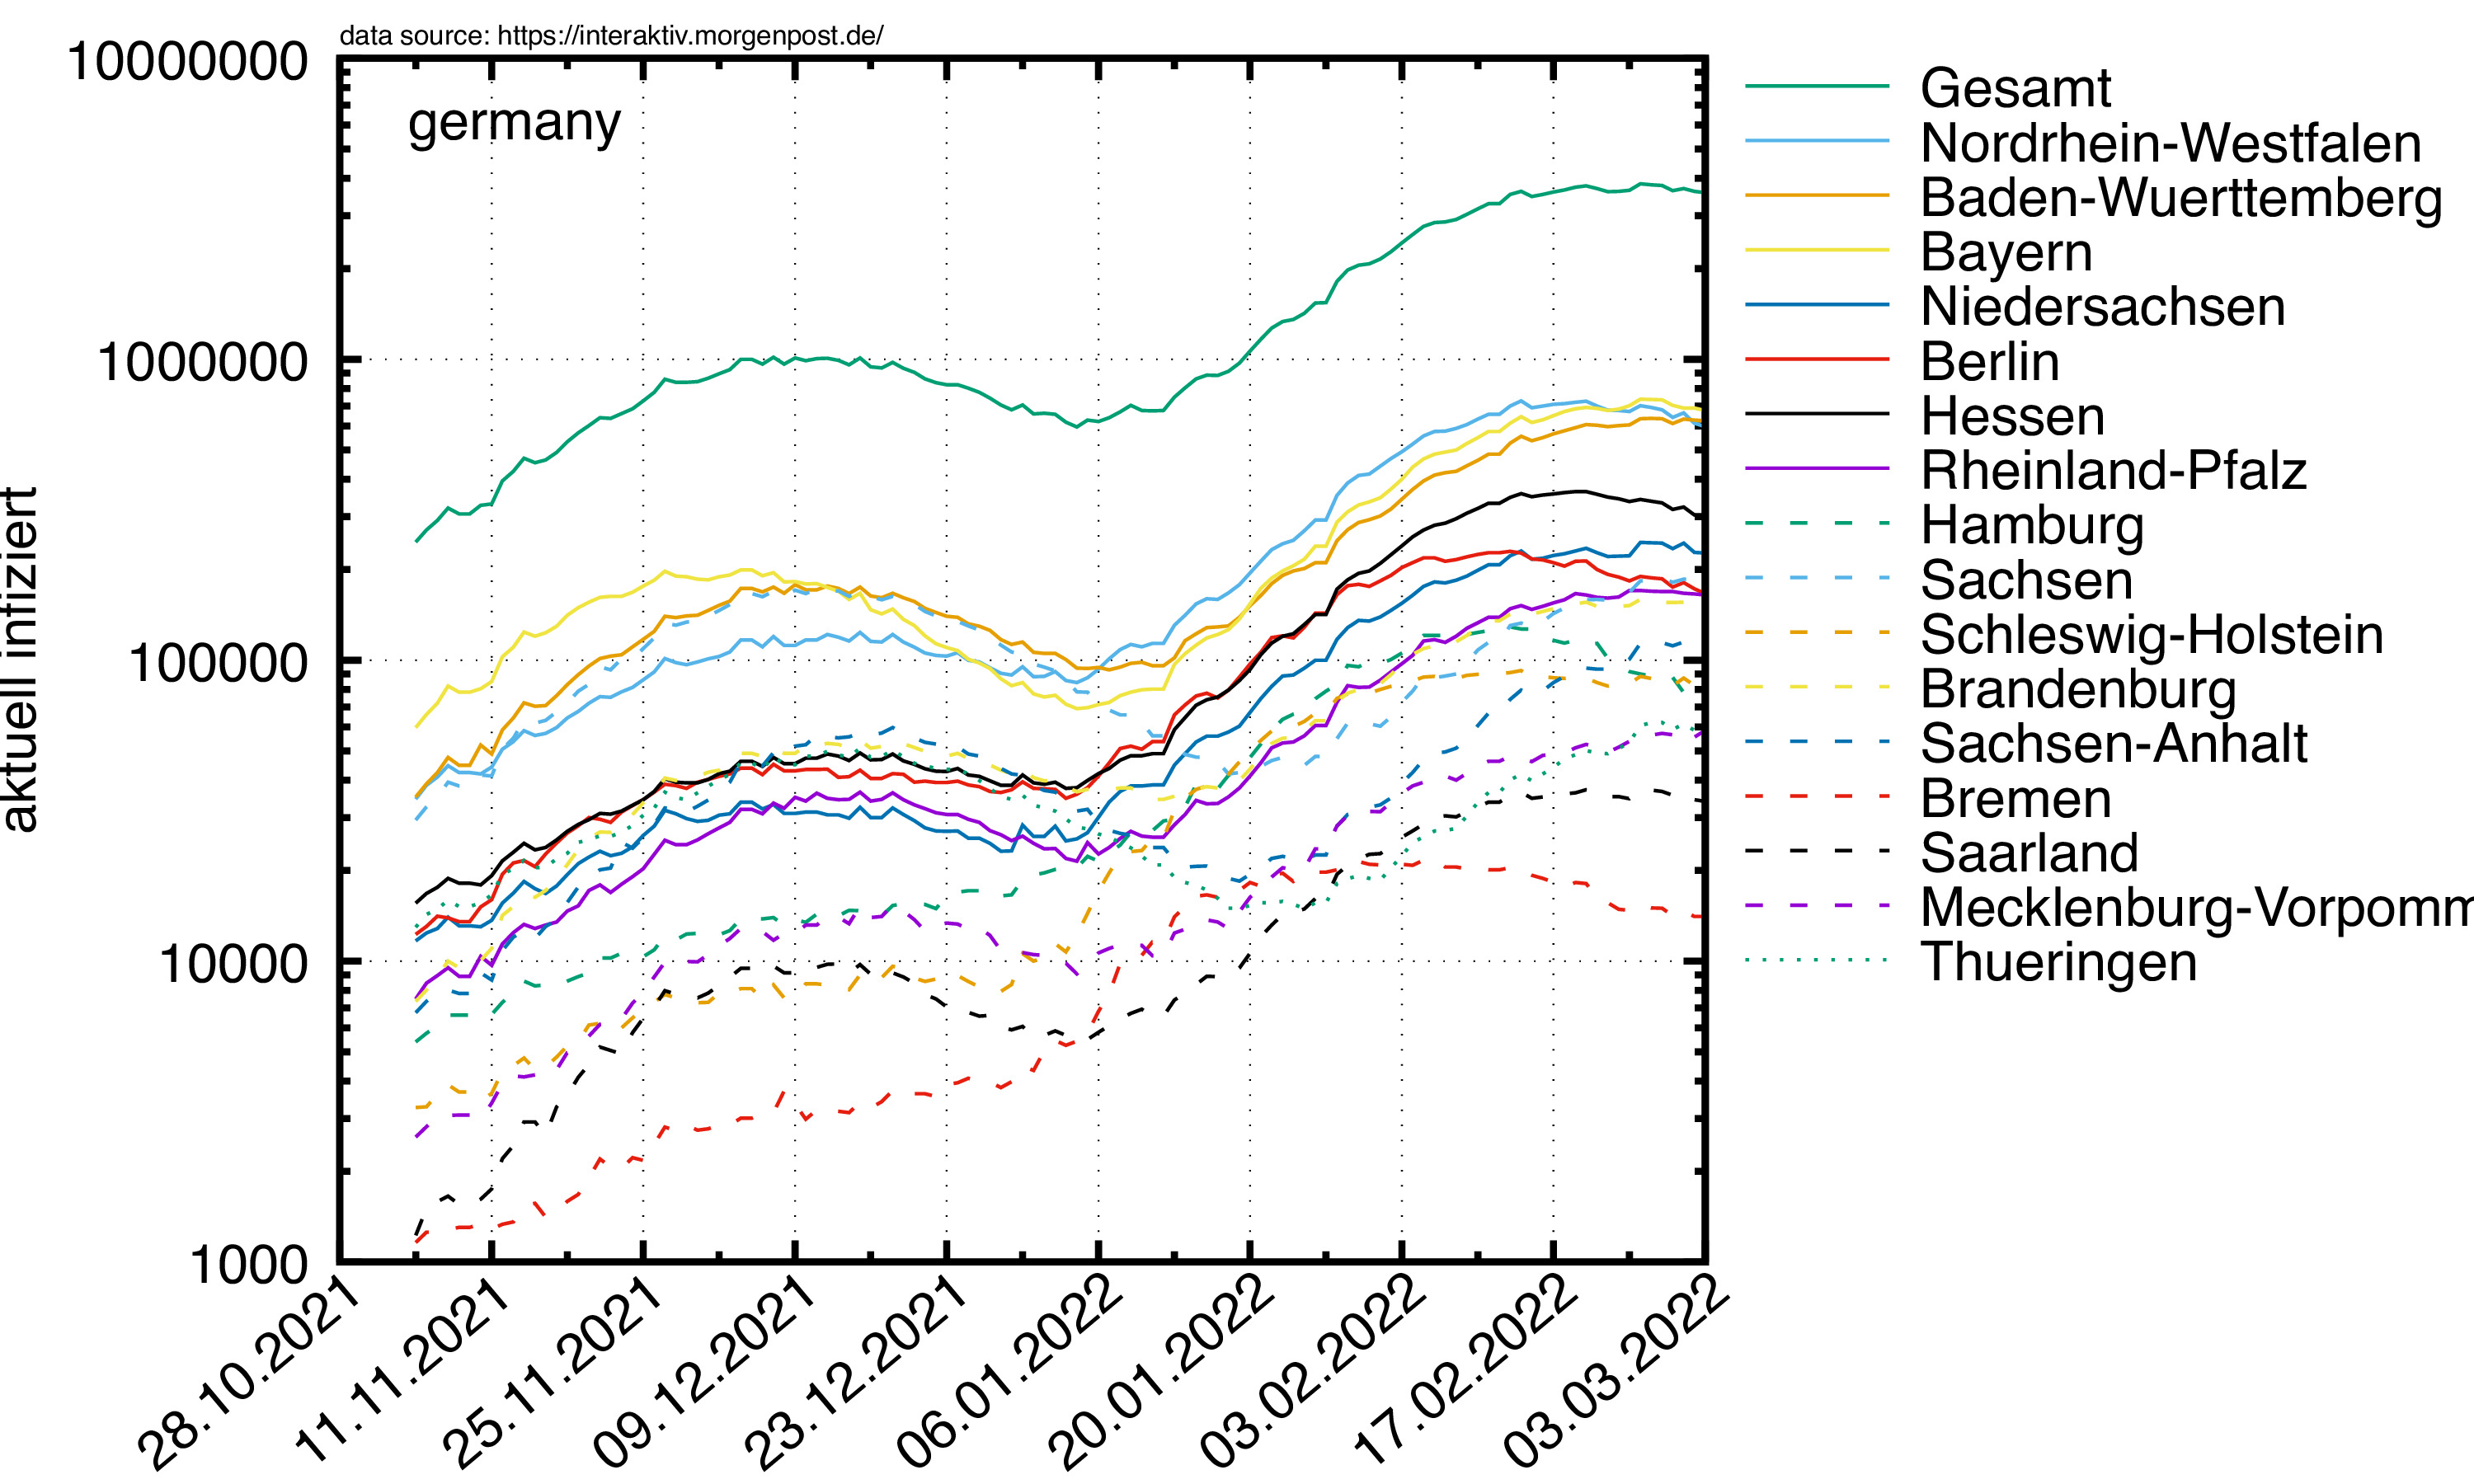 data source: https://interaktiv.morgenpost.de/
germany
aktuell infiziert
10000000
1000000
100000
10000
1000
28.10.2021
11.11.2021
25.11.2021
09.12.2021
23.12.2021
06.01.2022
20.01.2022
03.02.2022
17.02.2022
03.03.2022
Gesamt
Nordrhein-Westfalen
Baden-Wuerttemberg
Bayern
Niedersachsen
Berlin
Hessen
Rheinland-Pfalz
Hamburg
Sachsen
Schleswig-Holstein
Brandenburg
Sachsen-Anhalt
Bremen
Saarland
Mecklenburg-Vorpomm
Thueringen